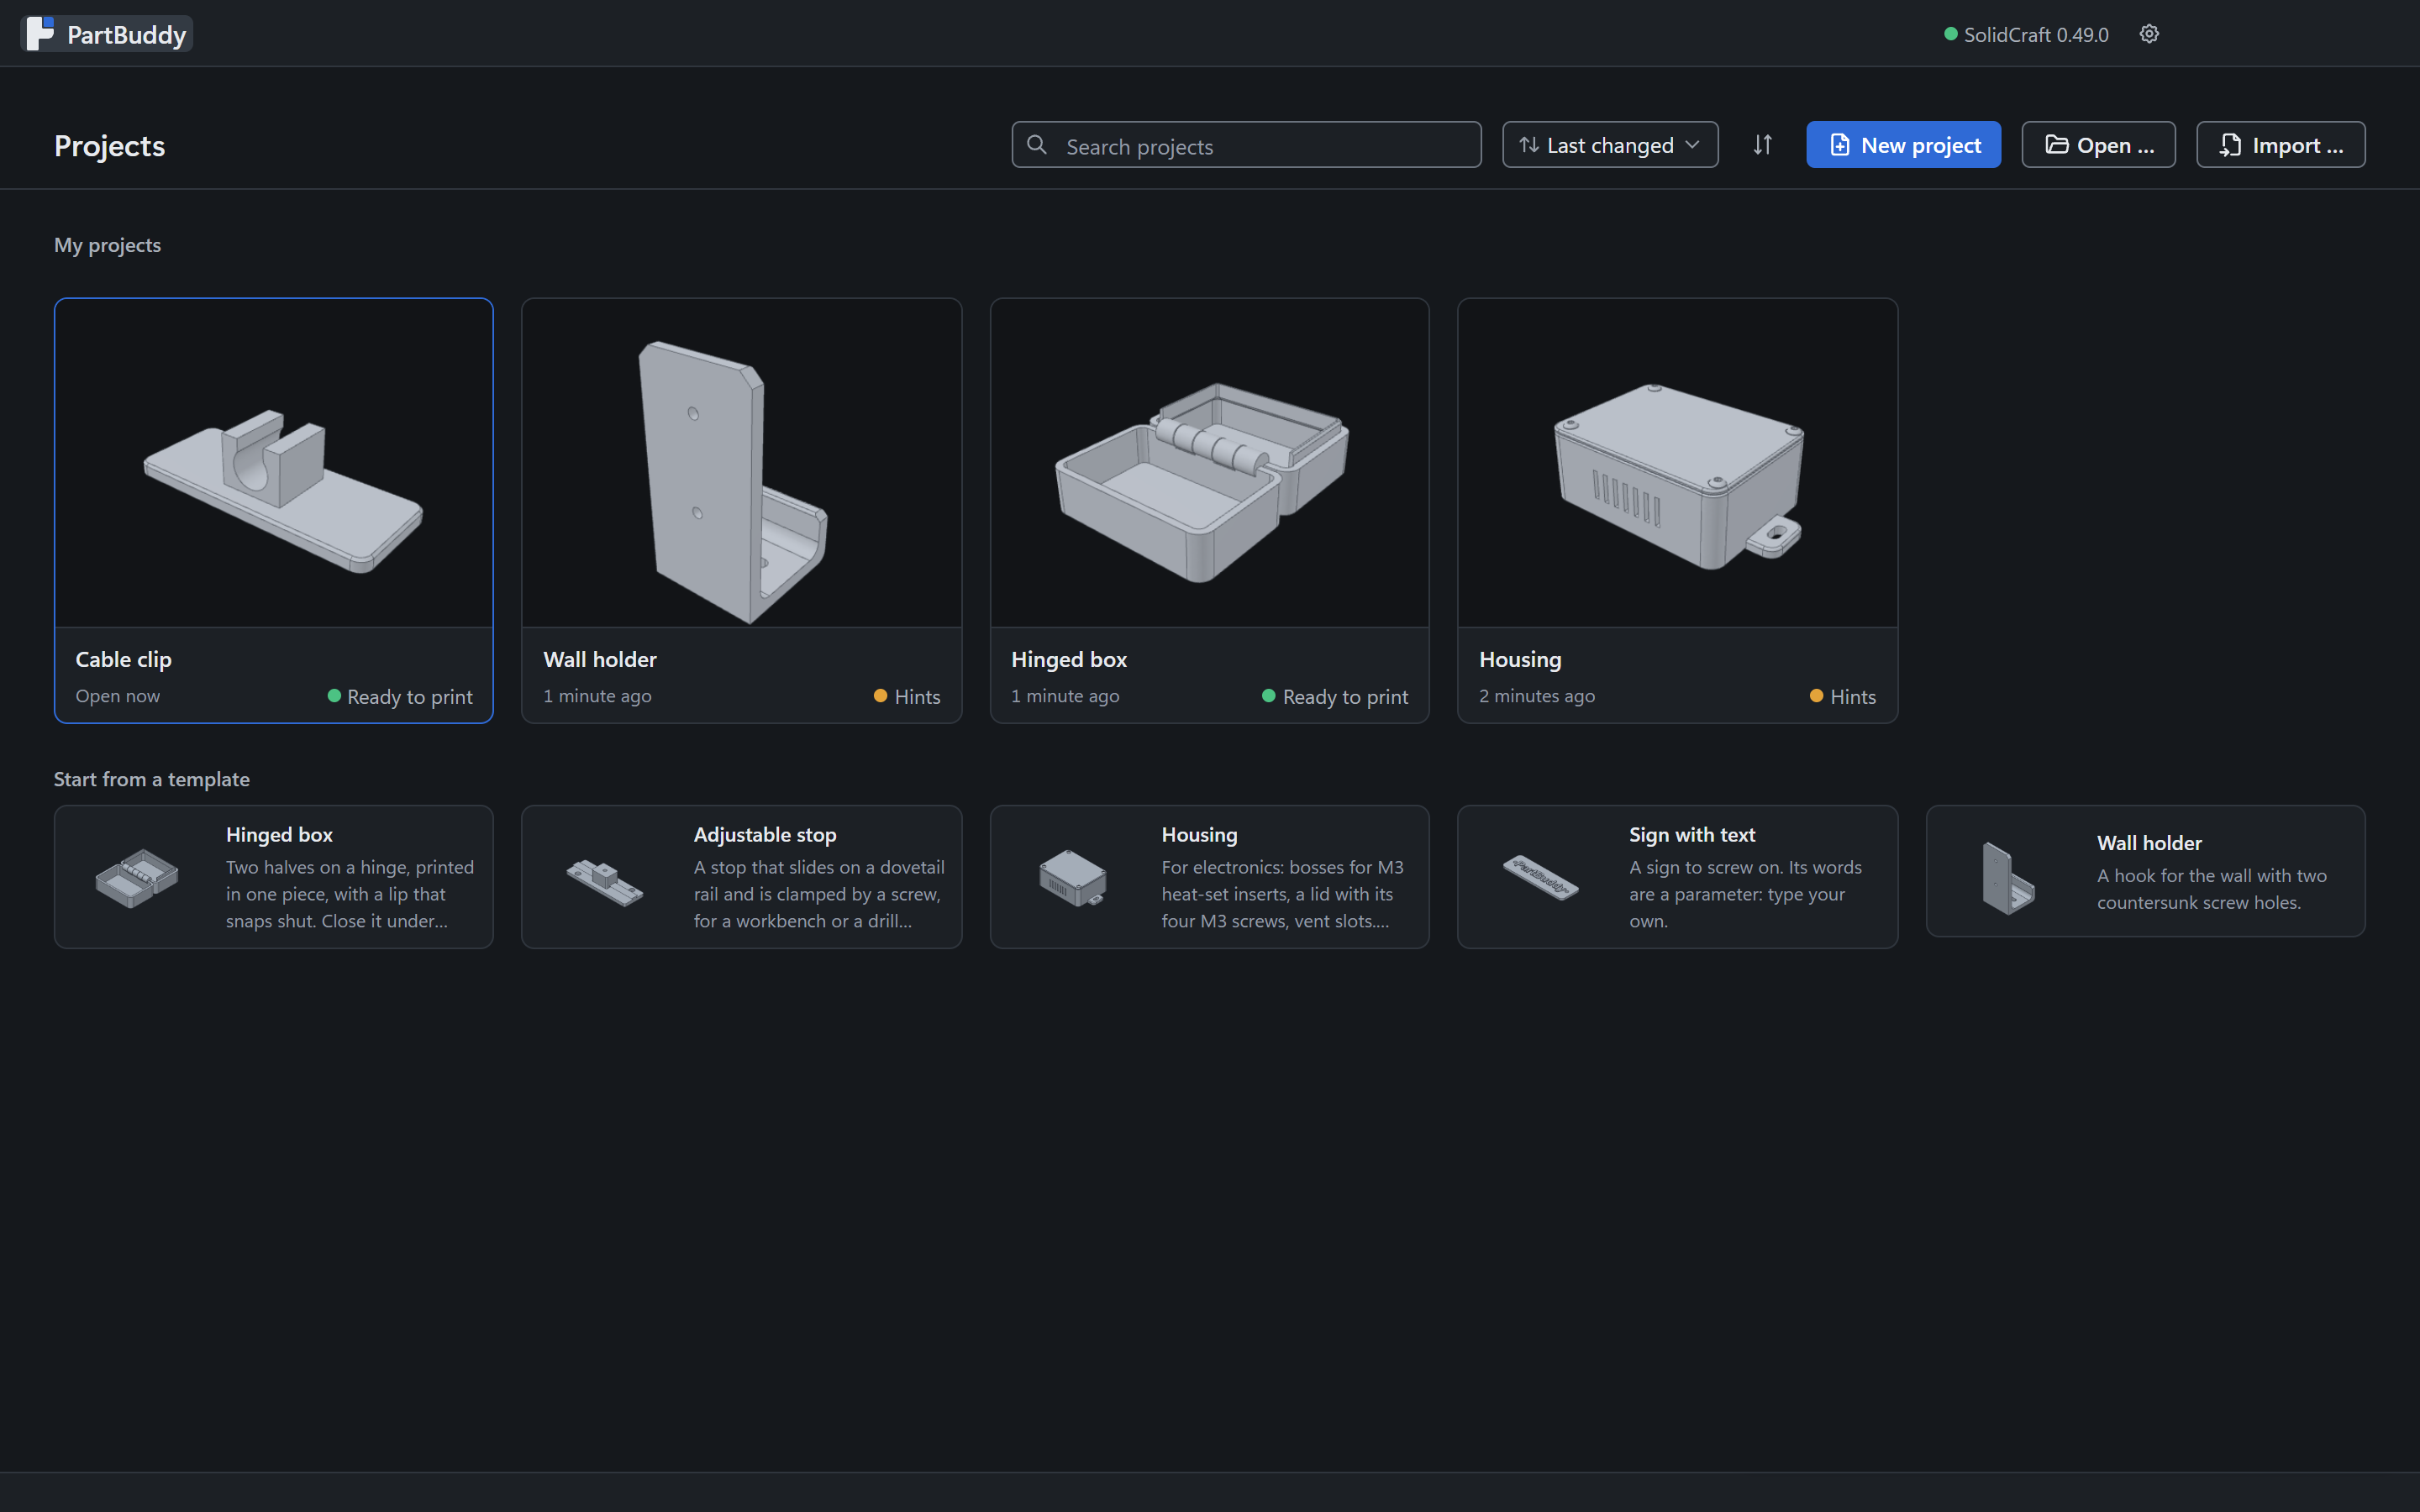 PartBuddy
SolidCraft 0.49.0
Projects
Search projects
Last changed
New project
Open ...
Import ...
My projects
Cable clip
Open now
Ready to print
Wall holder
1 minute ago
Hints
Hinged box
1 minute ago
Ready to print
Housing
2 minutes ago
Hints
Start from a template
Hinged box
Two halves on a hinge, printed
in one piece, with a lip that
snaps shut. Close it under...
Adjustable stop
A stop that slides on a dovetail
rail and is clamped by a screw,
for a workbench or a drill...
Housing
For electronics: bosses for M3
heat-set inserts, a lid with its
four M3 screws, vent slots....
PartBuddy
Sign with text
A sign to screw on. Its words
are a parameter: type your
own.
Wall holder
A hook for the wall with two
countersunk screw holes.